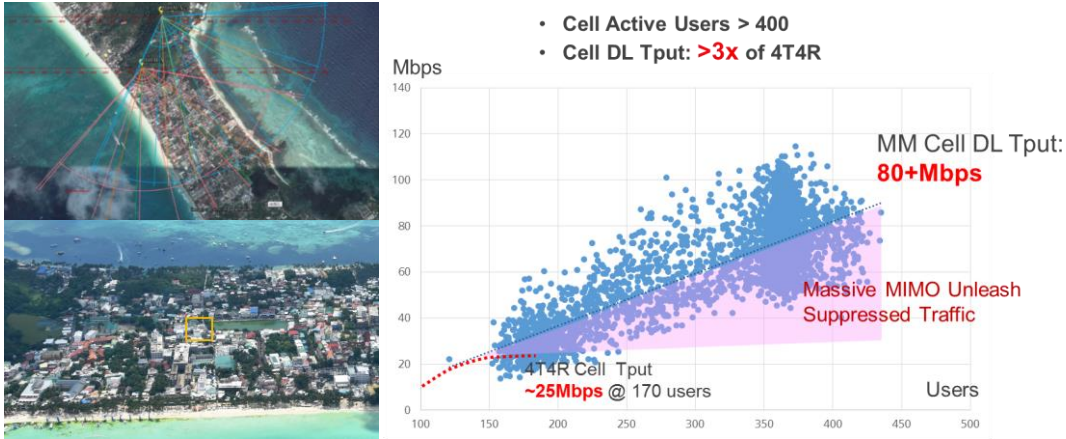 • Cell Active Users > 400
• Cell DL Tput: >3x of 4T4R
Mbps
140
120
100
80
60
40
20
0
100
150
200
250
300
350
400
450
500
MM Cell DL Tput:
80+Mbps
Massive MIMO Unleash
Suppressed Traffic
4T4R Cell Tput
~25Mbps @ 170 users
Users